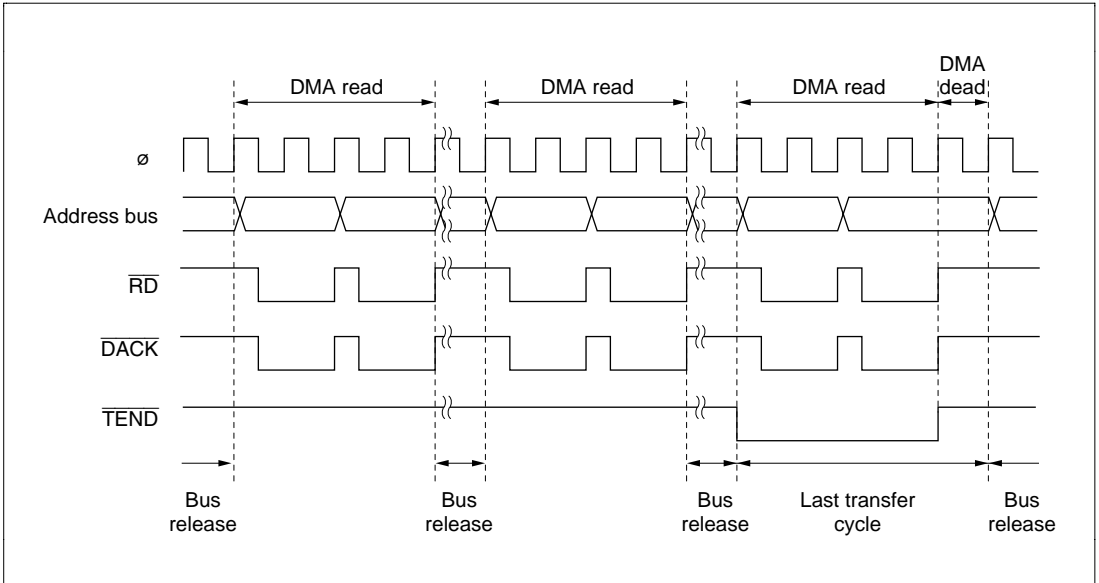 DMA read
DMA read
DMA read
DMA
dead
ø
Address bus
RD
DACK
TEND
Bus
release
Bus
release
Bus
release
Last transfer
cycle
Bus
release